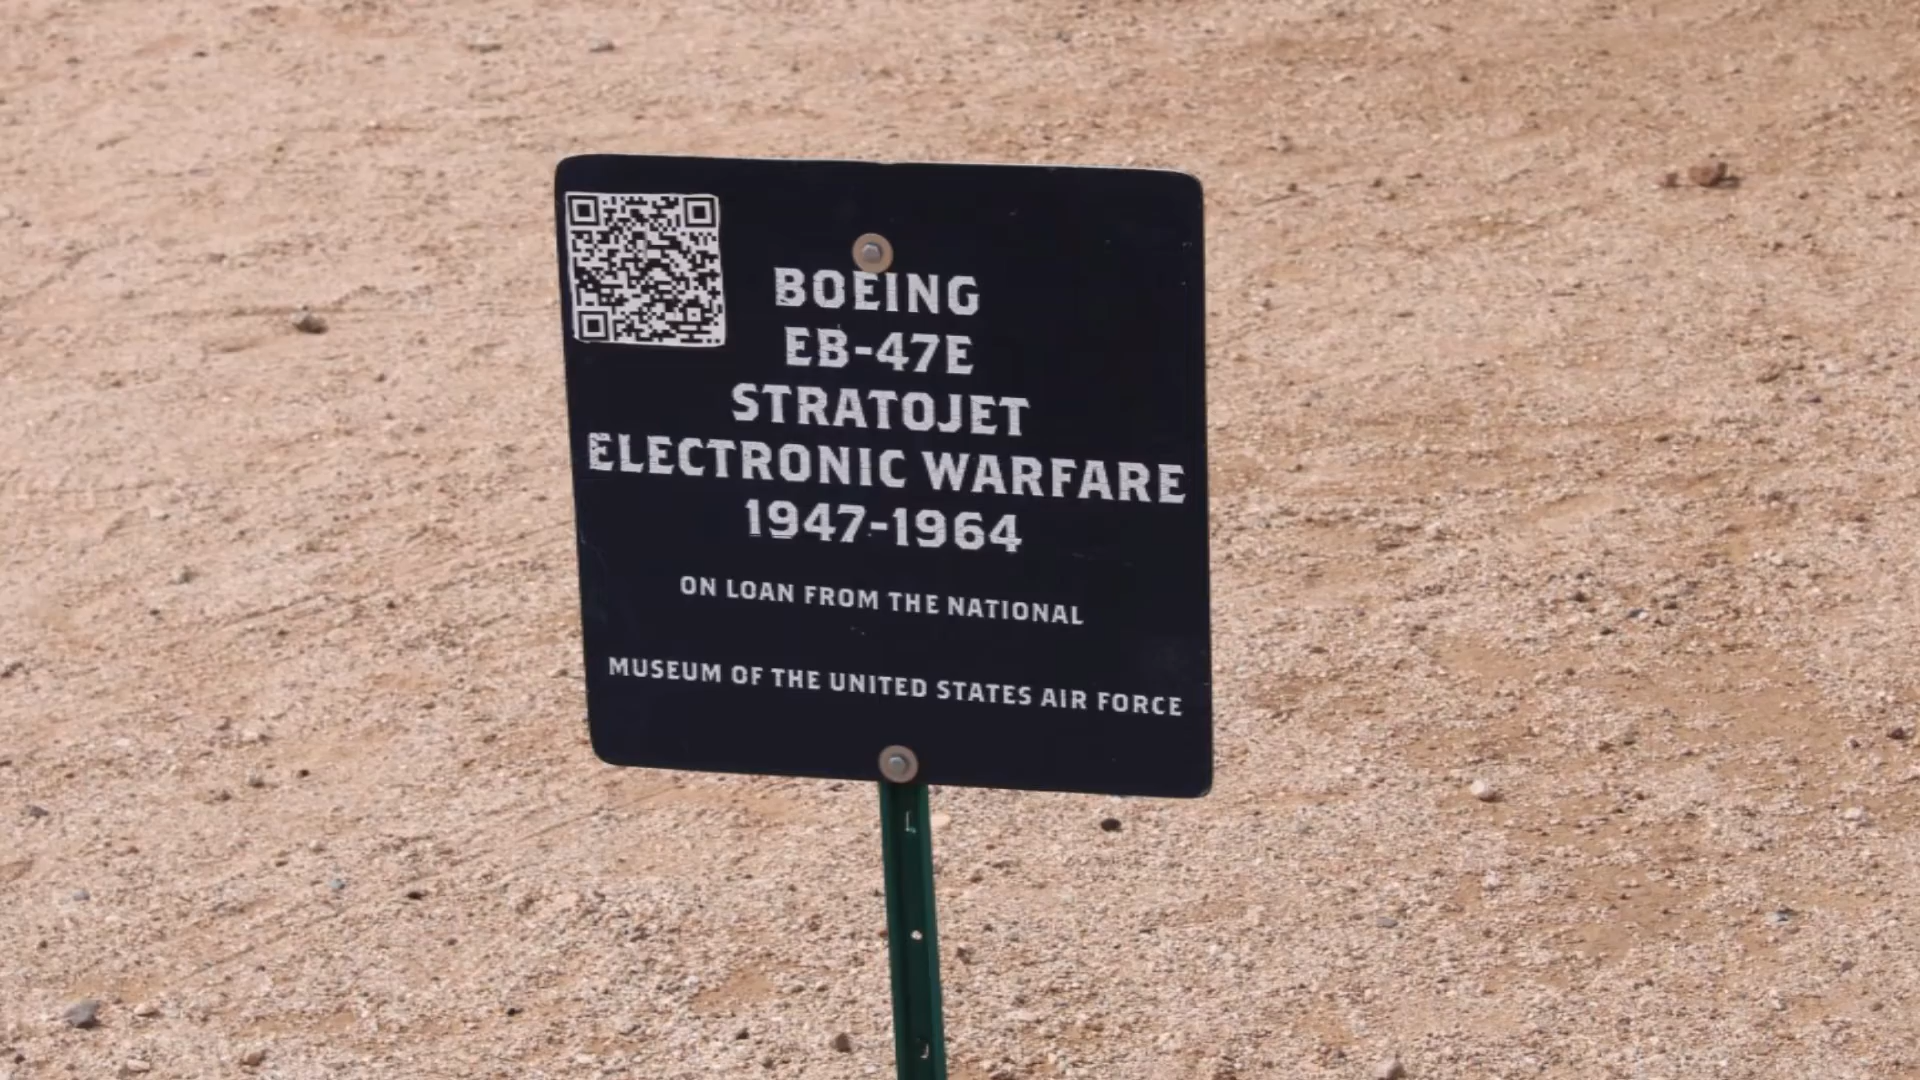 BOEING
EB-47E
STRATOJET
ELECTRONIC WARFARE
1947-1964
ON LOAN FROM THE NATIONAL
MUSEUM OF THE UNITED STATES AIR FORCE